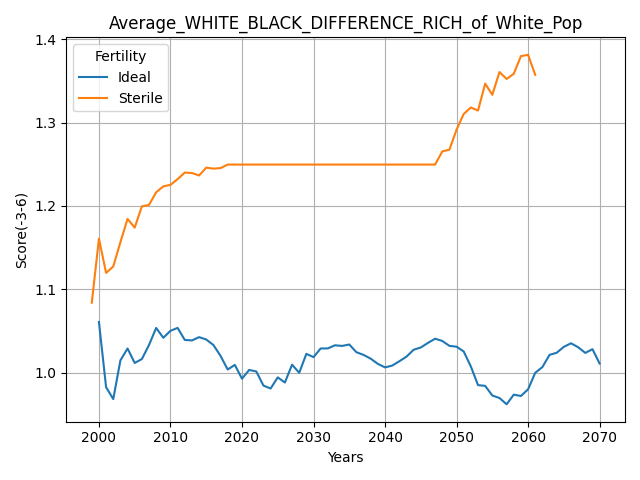 Average_WHITE_BLACK_DIFFERENCE_RICH_of_White_Pop
Fertility
Ideal
Sterile
Score(-3-6)
1.4
1.3
1.2
1.1
1.0
2000 2010 2020 2030 2040 2050 2060 2070
Years